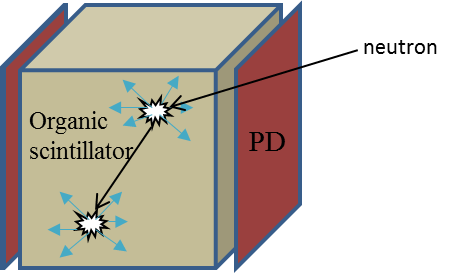 neutron
Organic
scintillator
PD